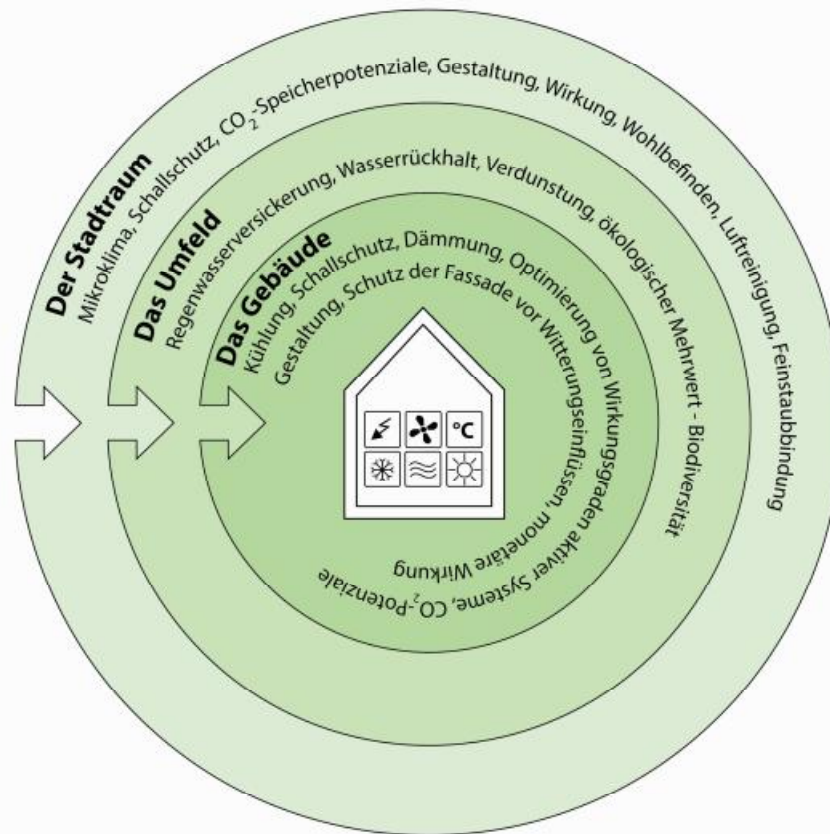 Der Stadtraum
Mikroklima, Schallschutz, CO₂-Speicherpotenziale, Gestaltung, Wirkung, Wohlbefinden, Luftreinigung, Feinstaubbindung
Das Umfeld
Regenwasserversickerung, Wasserrückhalt, Verdunstung, ökologischer Mehrwert - Biodiversität
Das Gebäude
Kühlung, Schallschutz, Dämmung, Optimierung von Wirkungsgraden aktiver Systeme, CO₂-Potenziale
Gestaltung, Schutz der Fassade vor Witterungseinflüssen, monetäre Wirkung
°C